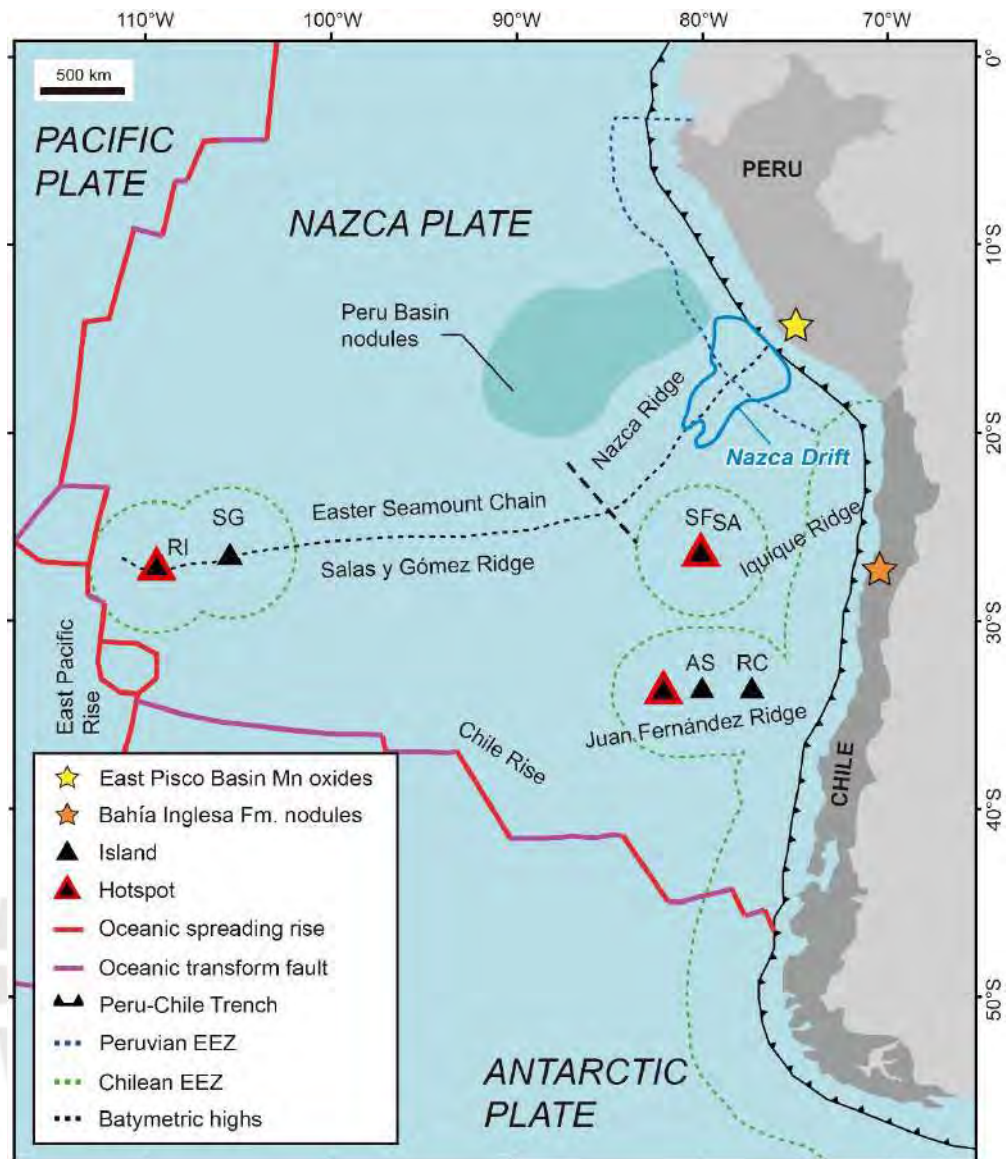 110°W
100°W
90°W
80°W
70°W
500 km
0°
PACIFIC
PLATE
PERU
NAZCA PLATE
10°S
Peru Basin
nodules
Nazca Ridge
20°S
Nazca Drift
SG
Easter Seamount Chain
SF
SA
Iquique Ridge
RI
Salas y Gómez Ridge
30°S
AS
RC
East Pacific
Rise
Juan Fernández Ridge
Chile Rise
CHILE
40°S
East Pisco Basin Mn oxides
Bahía Inglesa Fm. nodules
Island
Hotspot
Oceanic spreading rise
Oceanic transform fault
Peru-Chile Trench
Peruvian EEZ
Chilean EEZ
Batymetric highs
50°S
ANTARCTIC
PLATE